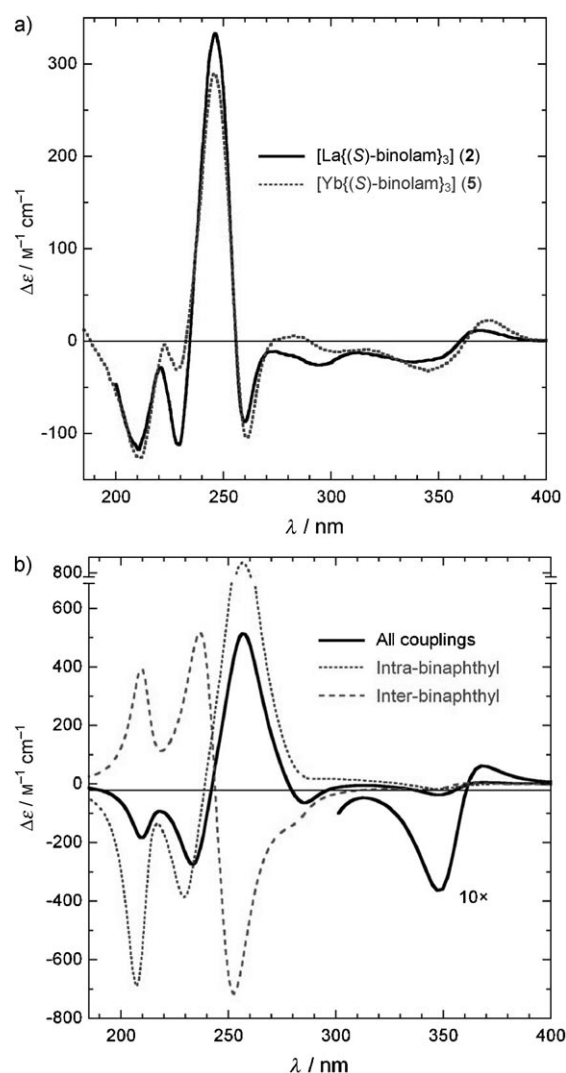 a)
300
200
100
0
-100
Δε / M⁻¹ cm⁻¹
[La{(S)-binolam}₃] (2)
[Yb{(S)-binolam}₃] (5)
200 250 300 350 400
λ / nm
b)
800
600
400
200
0
-200
-400
-600
-800
Δε / M⁻¹ cm⁻¹
All couplings
Intra-binaphthyl
Inter-binaphthyl
10×
200 250 300 350 400
λ / nm